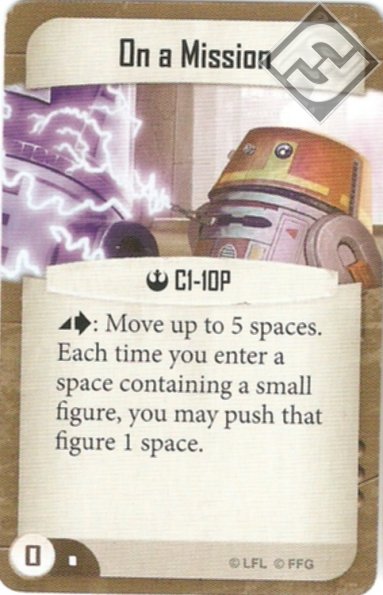 On a Mission
C1-10P
: Move up to 5 spaces.
Each time you enter a
space containing a small
figure, you may push that
figure 1 space.
0
© LFL © FFG